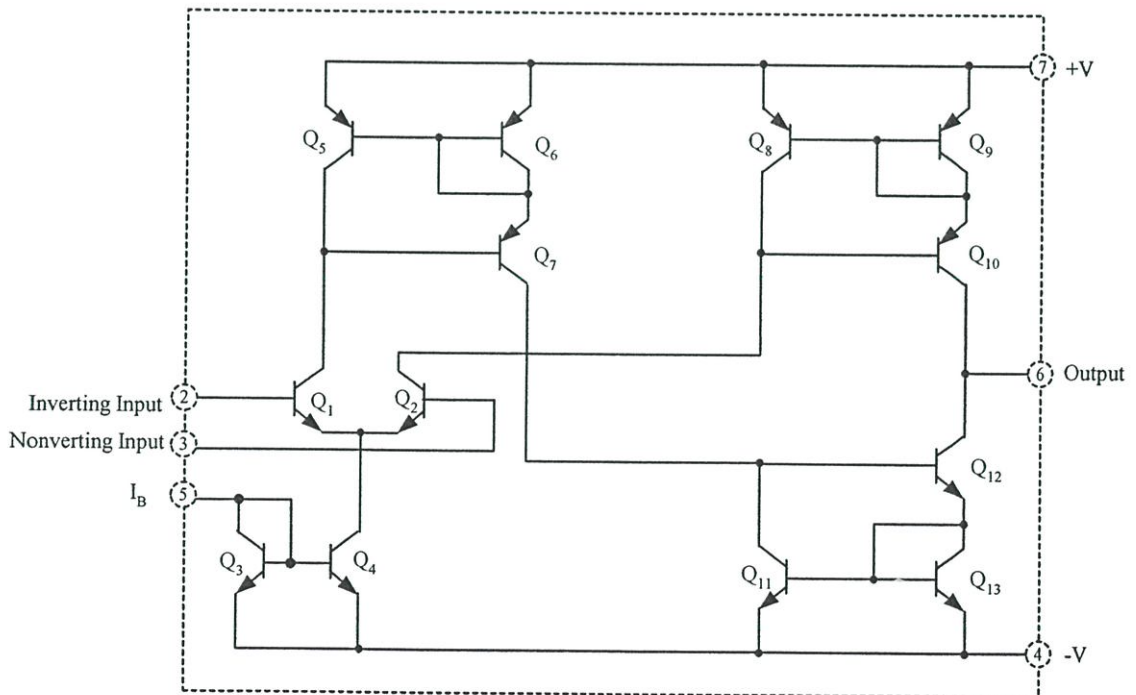 7 +V
Q5
Q6
Q8
Q9
Q7
Q10
6 Output
Inverting Input 2
Q1
Q2
Nonverting Input 3
IB 5
Q12
Q3
Q4
Q11
Q13
4 -V